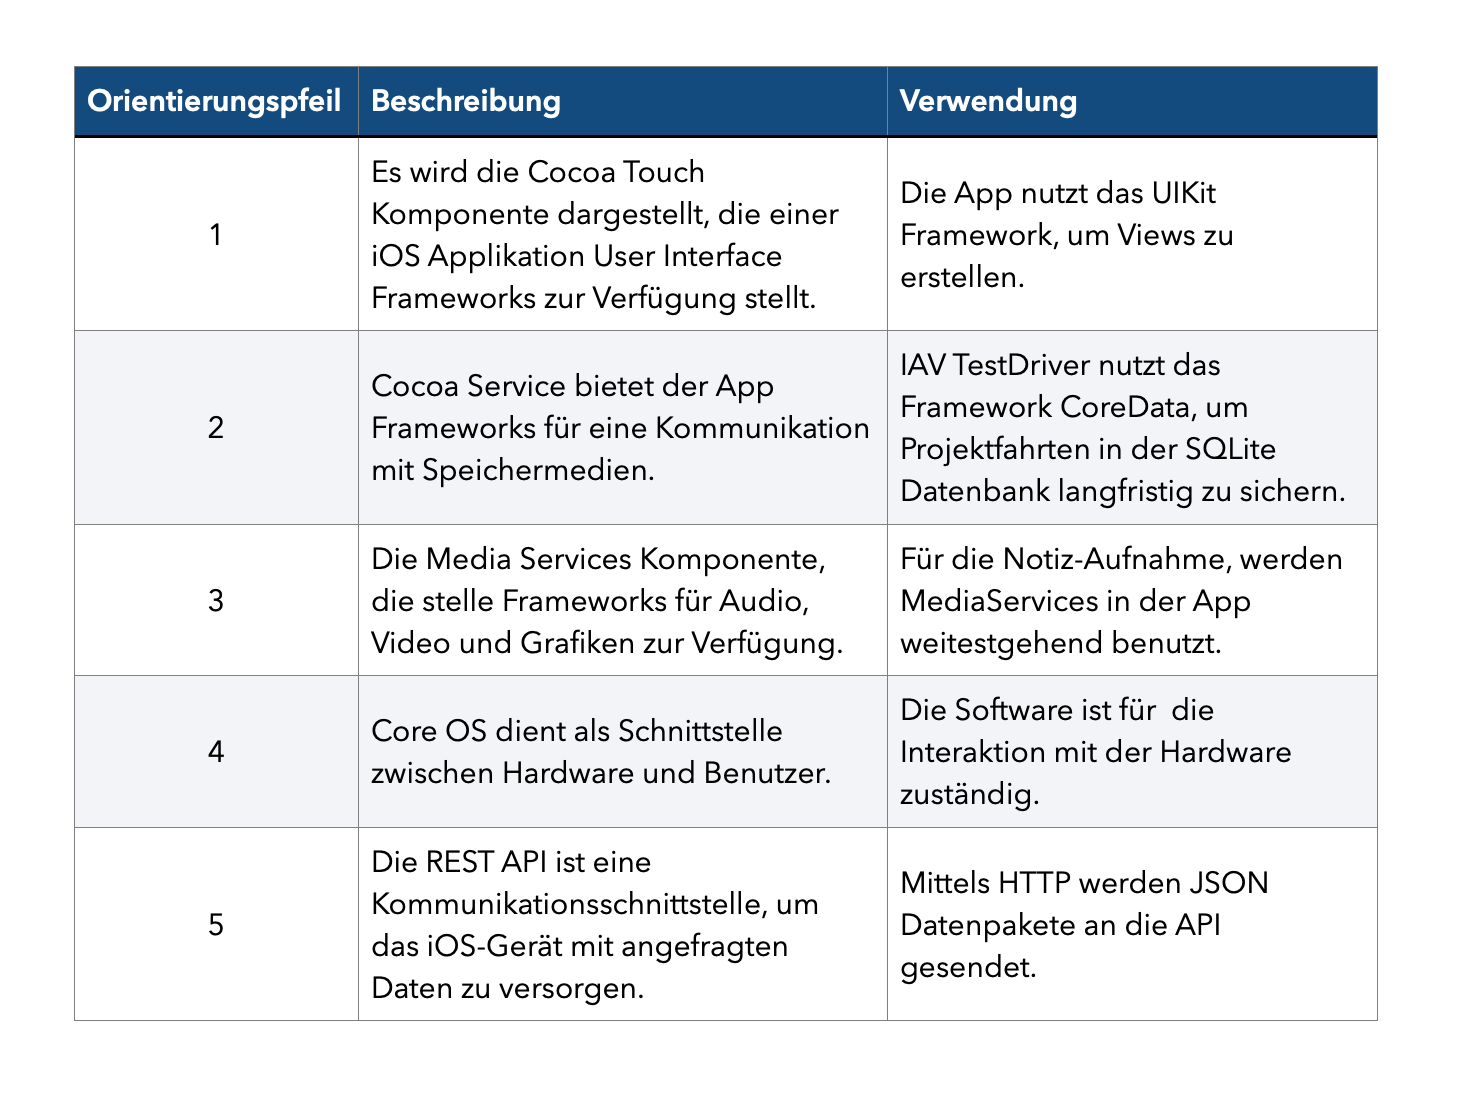 Orientierungspfeil Beschreibung Verwendung
1
Es wird die Cocoa Touch
Komponente dargestellt, die einer
iOS Applikation User Interface
Frameworks zur Verfügung stellt.
Die App nutzt das UIKit
Framework, um Views zu
erstellen.
2
Cocoa Service bietet der App
Frameworks für eine Kommunikation
mit Speichermedien.
IAV TestDriver nutzt das
Framework CoreData, um
Projektfahrten in der SQLite
Datenbank langfristig zu sichern.
3
Die Media Services Komponente,
die stelle Frameworks für Audio,
Video und Grafiken zur Verfügung.
Für die Notiz-Aufnahme, werden
MediaServices in der App
weitestgehend benutzt.
4
Core OS dient als Schnittstelle
zwischen Hardware und Benutzer.
Die Software ist für  die
Interaktion mit der Hardware
zuständig.
5
Die REST API ist eine
Kommunikationsschnittstelle, um
das iOS-Gerät mit angefragten
Daten zu versorgen.
Mittels HTTP werden JSON
Datenpakete an die API
gesendet.